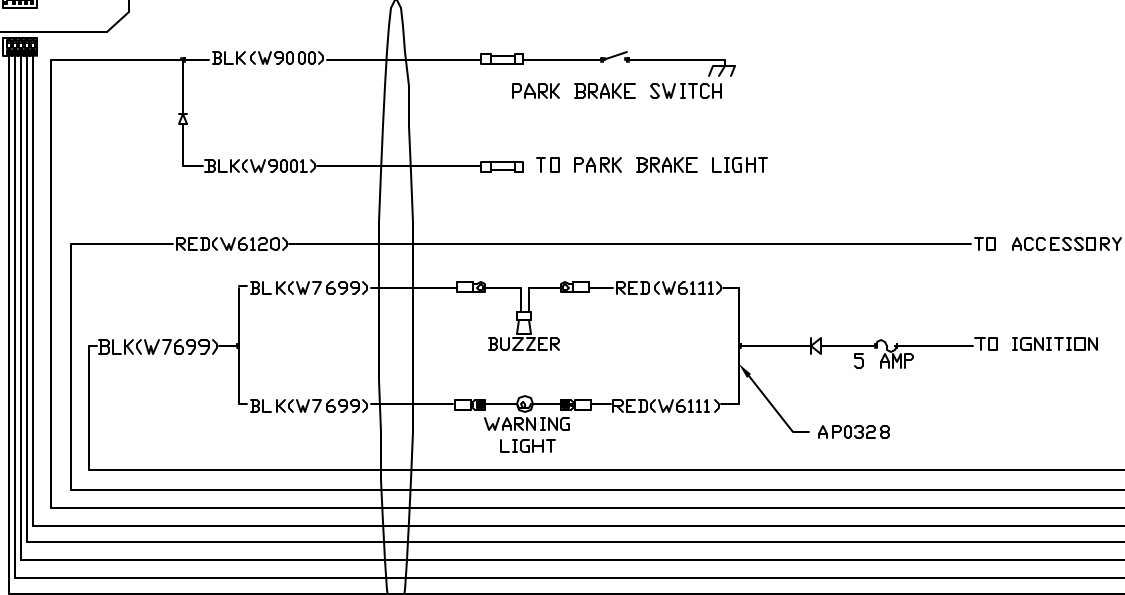 BLK(W9000)
PARK BRAKE SWITCH
BLK(W9001)
TO PARK BRAKE LIGHT
RED(W6120)
TO ACCESSORY
BLK(W7699)
RED(W6111)
BUZZER
BLK(W7699)
5 AMP
TO IGNITION
BLK(W7699)
RED(W6111)
WARNING
LIGHT
AP0328